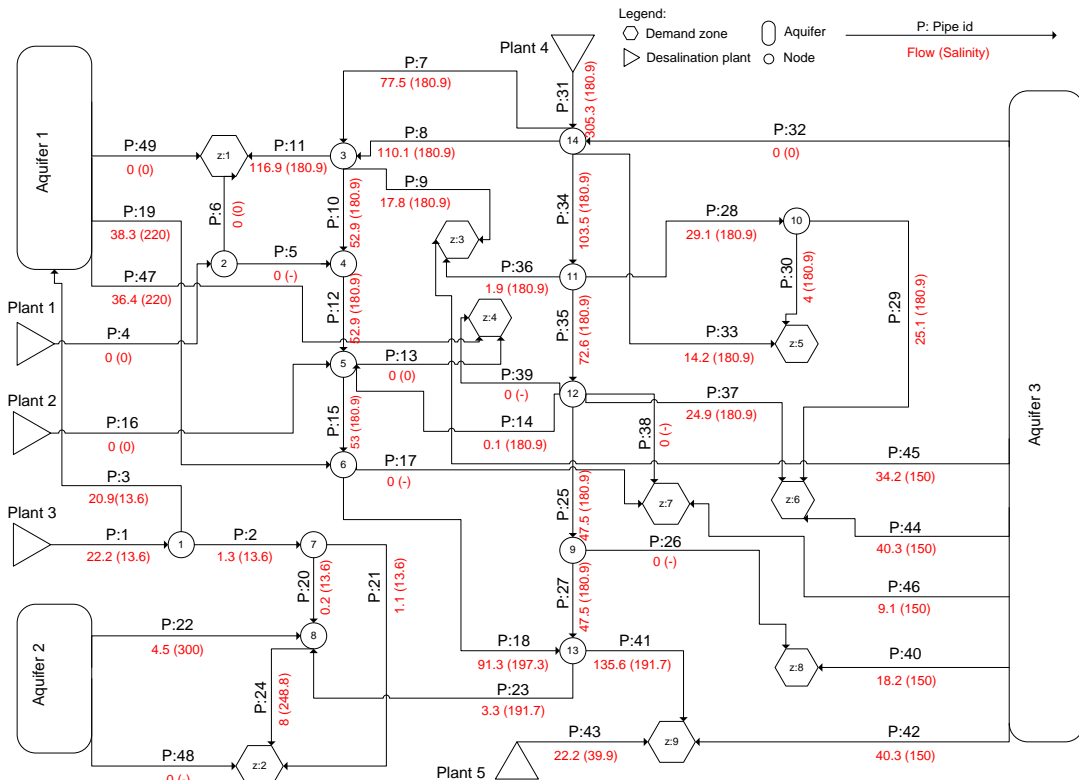 Legend:
Demand zone
Aquifer
P: Pipe id
Desalination plant
Node
Flow (Salinity)
Plant 4
P:7
77.5 (180.9)
P:31
305.3 (180.9)
Aquifer 1
P:49
0 (0)
z:1
P:11
116.9 (180.9)
3
P:8
110.1 (180.9)
14
P:32
0 (0)
P:9
17.8 (180.9)
P:6
0 (0)
P:10
52.9 (180.9)
P:34
103.5 (180.9)
P:19
38.3 (220)
P:28
29.1 (180.9)
10
z:3
2
P:5
0 (-)
4
P:36
1.9 (180.9)
11
P:30
4 (180.9)
P:29
25.1 (180.9)
P:47
36.4 (220)
P:12
52.9 (180.9)
z:4
P:35
72.6 (180.9)
P:33
14.2 (180.9)
z:5
Plant 1
P:4
0 (0)
5
P:13
0 (0)
P:39
0 (-)
12
P:37
24.9 (180.9)
Aquifer 3
Plant 2
P:16
0 (0)
P:15
53 (180.9)
P:14
0.1 (180.9)
P:38
0 (-)
6
P:17
0 (-)
P:45
34.2 (150)
P:3
20.9(13.6)
P:25
47.5 (180.9)
z:7
z:6
Plant 3
P:1
22.2 (13.6)
1
P:2
1.3 (13.6)
7
9
P:26
0 (-)
P:44
40.3 (150)
P:20
0.2 (13.6)
P:21
1.1 (13.6)
P:27
47.5 (180.9)
P:46
9.1 (150)
Aquifer 2
P:22
4.5 (300)
8
P:18
91.3 (197.3)
13
P:41
135.6 (191.7)
z:8
P:40
18.2 (150)
P:24
8 (248.8)
P:23
3.3 (191.7)
P:48
0 (-)
z:2
Plant 5
P:43
22.2 (39.9)
z:9
P:42
40.3 (150)